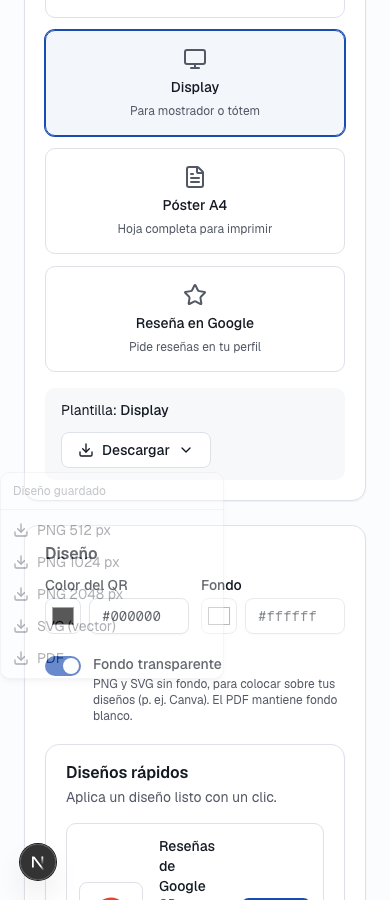 Display
Para mostrador o tótem
Póster A4
Hoja completa para imprimir
Reseña en Google
Pide reseñas en tu perfil
Plantilla: Display
Descargar
Diseño guardado
PNG 512 px
Diseño
PNG 1024 px
Color del QR
Fondo
PNG 2048 px
#000000
#ffffff
SVG (vector)
PDF
Fondo transparente
PNG y SVG sin fondo, para colocar sobre tus
diseños (p. ej. Canva). El PDF mantiene fondo
blanco.
Diseños rápidos
Aplica un diseño listo con un clic.
Reseñas
de
Google
N